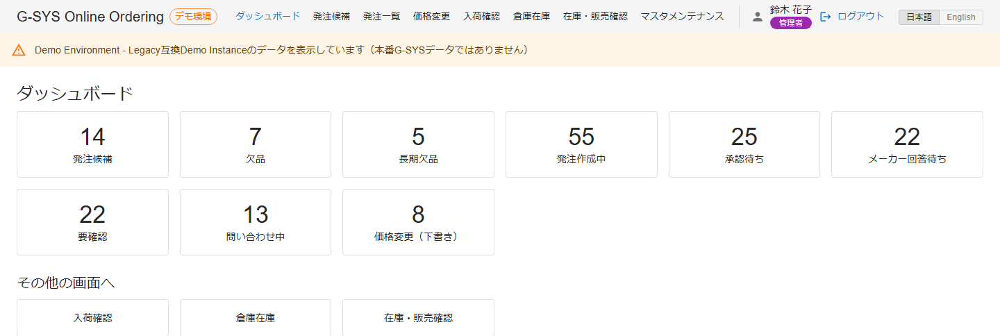 G-SYS Online Ordering デモ環境 ダッシュボード 発注候補 発注一覧 価格変更 入荷確認 倉庫在庫 在庫・販売確認 マスタメンテナンス 鈴木 花子 管理者 ログアウト 日本語 English
Demo Environment - Legacy互換Demo Instanceのデータを表示しています（本番G-SYSデータではありません）
ダッシュボード
14 7 5 55 25 22
発注候補 欠品 長期欠品 発注作成中 承認待ち メーカー回答待ち
22 13 8
要確認 問い合わせ中 価格変更（下書き）
その他の画面へ
入荷確認 倉庫在庫 在庫・販売確認